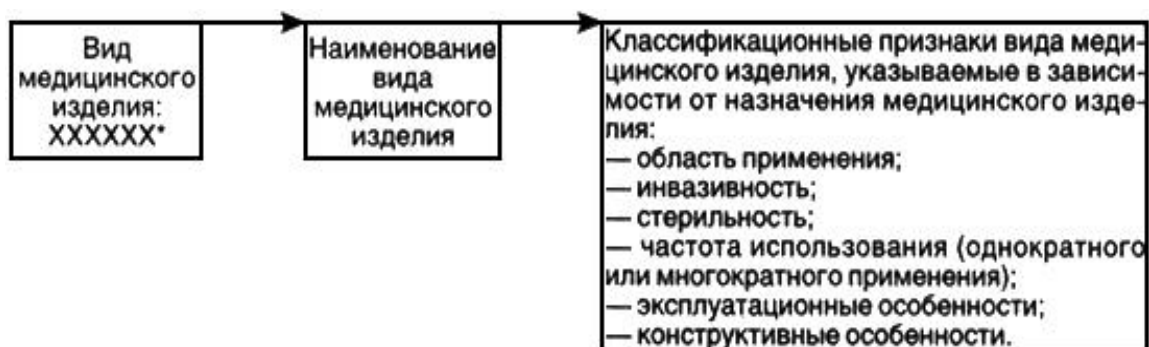 Вид
медицинского
изделия:
XXXXXX*
Наименование
вида
медицинского
изделия
Классификационные признаки вида меди-
цинского изделия, указываемые в зависи-
мости от назначения медицинского изде-
лия:
— область применения;
— инвазивность;
— стерильность;
— частота использования (однократного
или многократного применения);
— эксплуатационные особенности;
— конструктивные особенности.